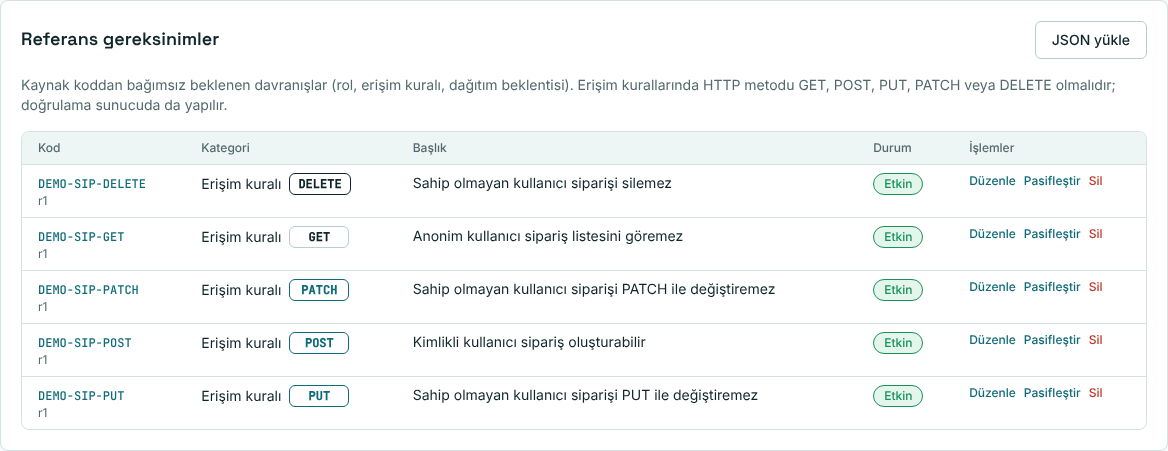 Referans gereksinimler
JSON yükle
Kaynak koddan bağımsız beklenen davranışlar (rol, erişim kuralı, dağıtım beklentisi). Erişim kurallarında HTTP metodu GET, POST, PUT, PATCH veya DELETE olmalıdır;
doğrulama sunucuda da yapılır.
Kod Kategori Başlık Durum İşlemler
DEMO-SIP-DELETE Erişim kuralı DELETE Sahip olmayan kullanıcı siparişi silemez Etkin Düzenle Pasifleştir Sil
r1
DEMO-SIP-GET Erişim kuralı GET Anonim kullanıcı sipariş listesini göremez Etkin Düzenle Pasifleştir Sil
r1
DEMO-SIP-PATCH Erişim kuralı PATCH Sahip olmayan kullanıcı siparişi PATCH ile değiştiremez Etkin Düzenle Pasifleştir Sil
r1
DEMO-SIP-POST Erişim kuralı POST Kimlikli kullanıcı sipariş oluşturabilir Etkin Düzenle Pasifleştir Sil
r1
DEMO-SIP-PUT Erişim kuralı PUT Sahip olmayan kullanıcı siparişi PUT ile değiştiremez Etkin Düzenle Pasifleştir Sil
r1